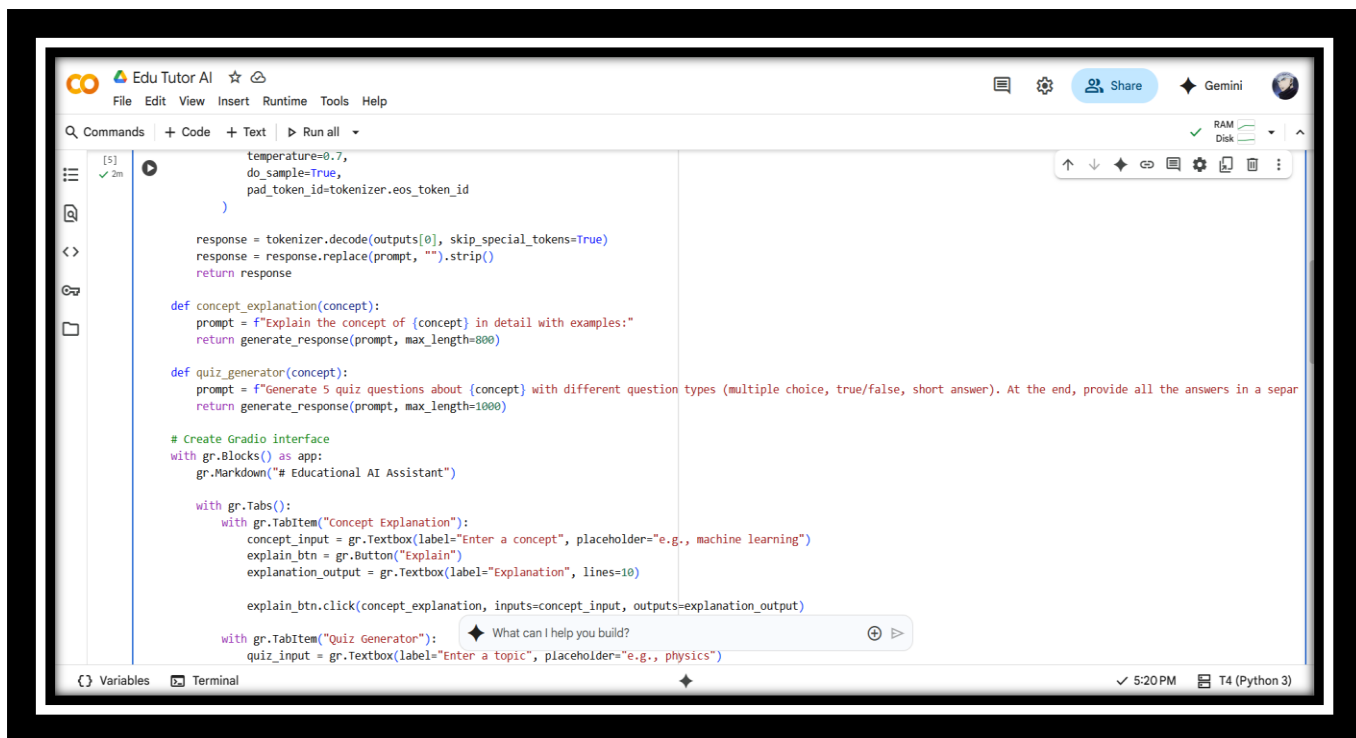 Edu Tutor AI
File Edit View Insert Runtime Tools Help
Share
Gemini
Commands + Code + Text Run all
RAM
Disk
[5]
2m
temperature=0.7,
do_sample=True,
pad_token_id=tokenizer.eos_token_id
)
response = tokenizer.decode(outputs[0], skip_special_tokens=True)
response = response.replace(prompt, "").strip()
return response
def concept_explanation(concept):
prompt = f"Explain the concept of {concept} in detail with examples:"
return generate_response(prompt, max_length=800)
def quiz_generator(concept):
prompt = f"Generate 5 quiz questions about {concept} with different question types (multiple choice, true/false, short answer). At the end, provide all the answers in a separ
return generate_response(prompt, max_length=1000)
# Create Gradio interface
with gr.Blocks() as app:
gr.Markdown("# Educational AI Assistant")
with gr.Tabs():
with gr.TabItem("Concept Explanation"):
concept_input = gr.Textbox(label="Enter a concept", placeholder="e.g., machine learning")
explain_btn = gr.Button("Explain")
explanation_output = gr.Textbox(label="Explanation", lines=10)
explain_btn.click(concept_explanation, inputs=concept_input, outputs=explanation_output)
with gr.TabItem("Quiz Generator"):
What can I help you build?
quiz_input = gr.Textbox(label="Enter a topic", placeholder="e.g., physics")
{} Variables Terminal
5:20 PM T4 (Python 3)